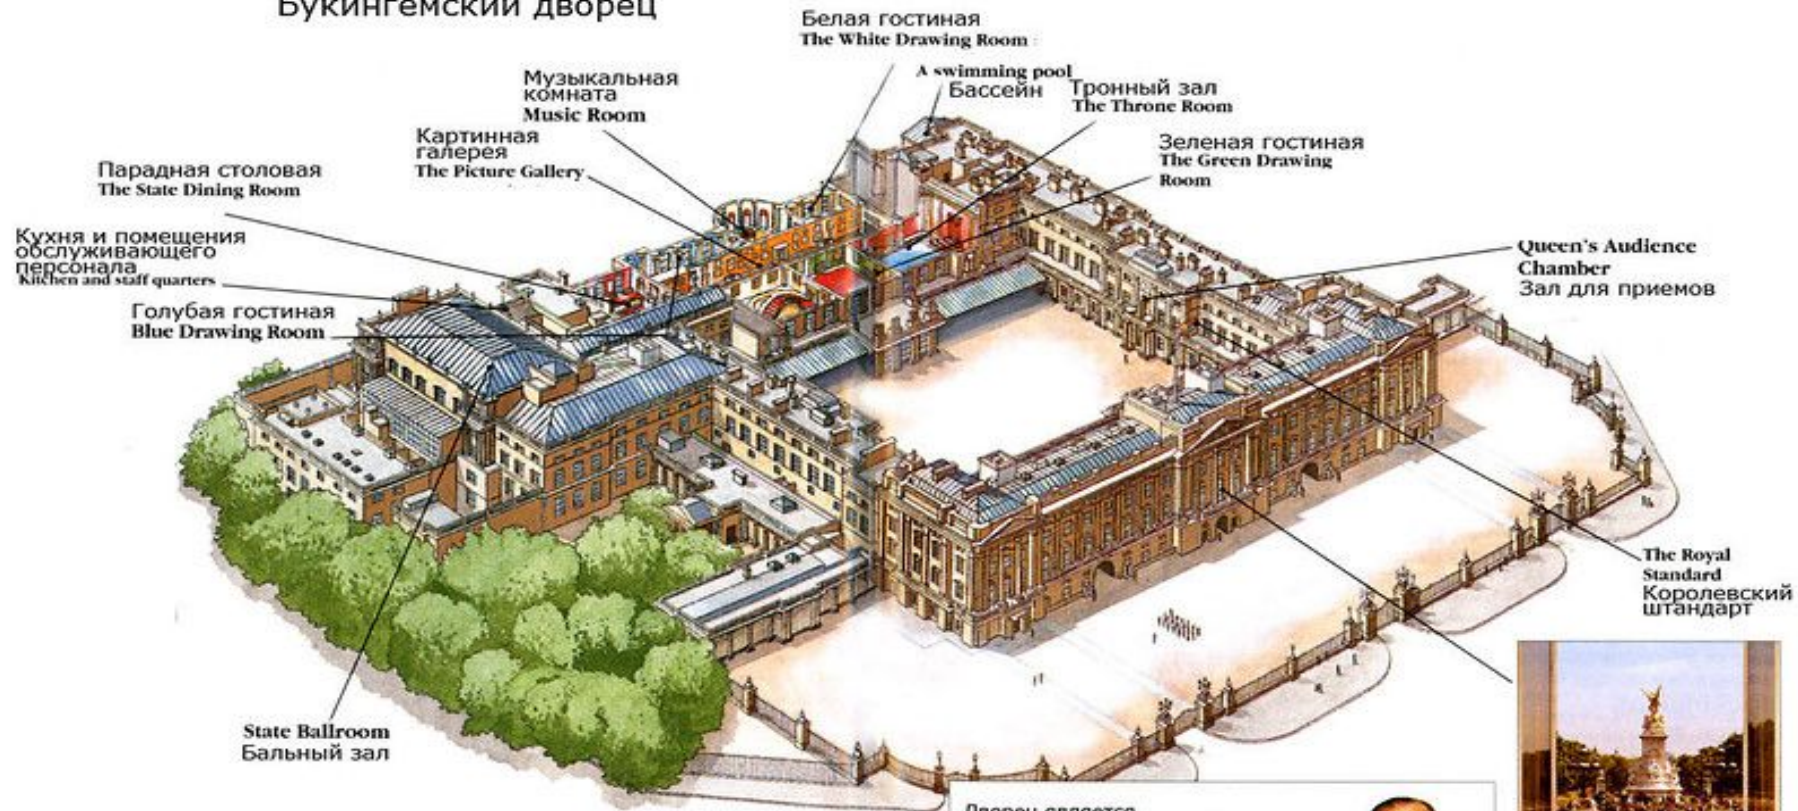 Букингемский дворец
Белая гостиная
The White Drawing Room
A swimming pool
Бассейн
Музыкальная
комната
Music Room
Тронный зал
The Throne Room
Картинная
галерея
The Picture Gallery
Зеленая гостиная
The Green Drawing
Room
Парадная столовая
The State Dining Room
Кухня и помещения
обслуживающего
персонала
Kitchen and staff quarters
Queen's Audience
Chamber
Зал для приемов
Голубая гостиная
Blue Drawing Room
The Royal
Standard
Королевский
штандарт
State Ballroom
Бальный зал
Дворец является